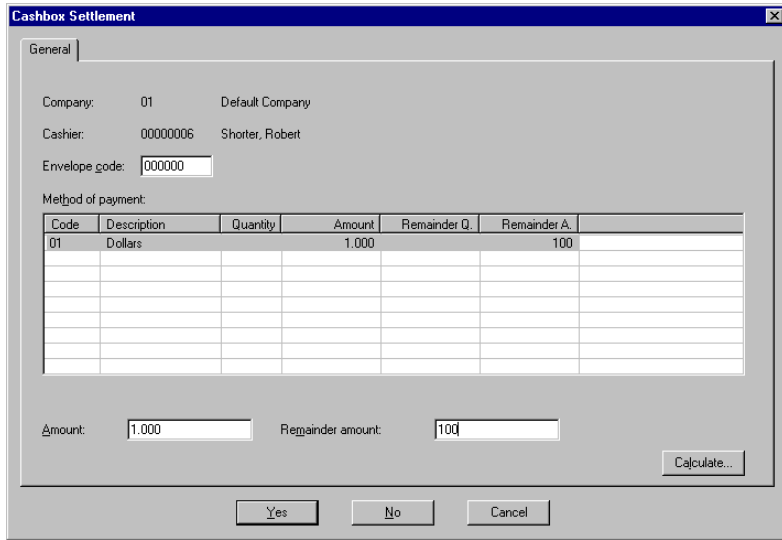 Cashbox Settlement
General
Company: 01 Default Company
Cashier: 00000006 Shorter, Robert
Envelope code: 000000
Method of payment:
Code Description Quantity Amount Remainder Q. Remainder A.
01 Dollars 1.000 100
Amount: 1.000 Remainder amount: 100
Calculate...
Yes No Cancel